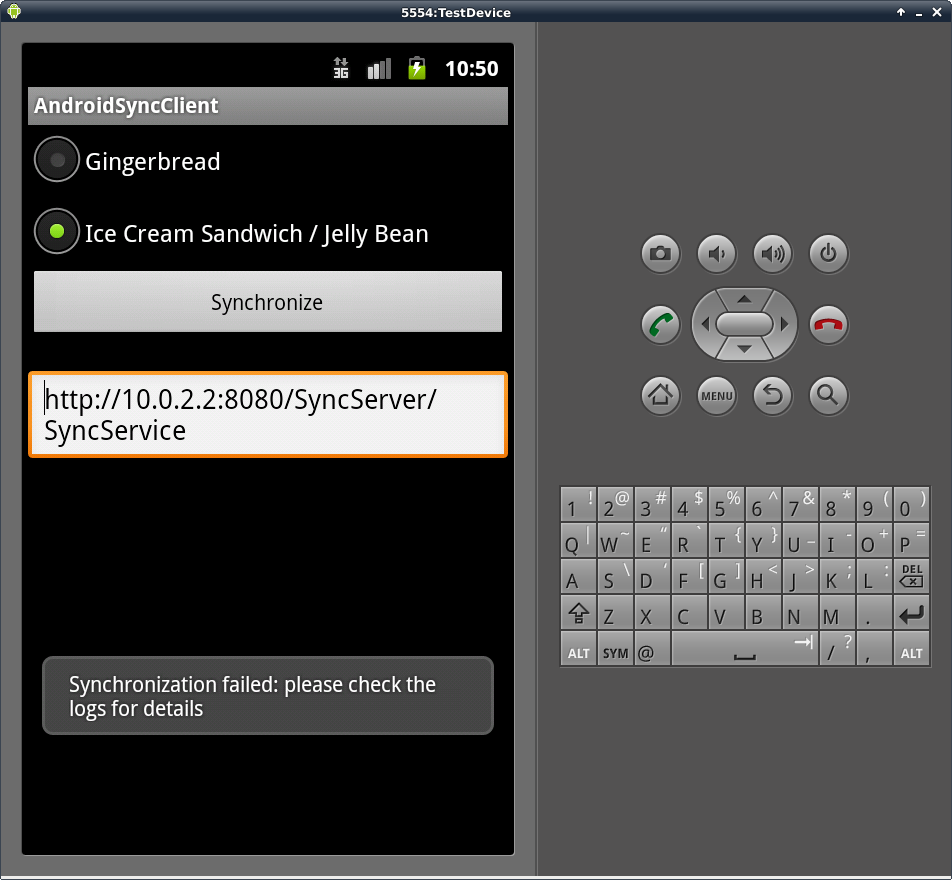 5554:TestDevice
3G 10:50
AndroidSyncClient
Gingerbread
Ice Cream Sandwich / Jelly Bean
Synchronize
http://10.0.2.2:8080/SyncServer/
SyncService
Synchronization failed: please check the
logs for details
MENU
1 ! 2 @ 3 # 4 $ 5 % 6 ^ 7 & 8 * 9 ( 0 )
Q | W ~ E “ R ` T { Y } U _ I - O + P =
A S \ D ‘ F [ G ] H < J > K ; L : DEL
Z X C V B N M .
ALT SYM @ / ? , ALT